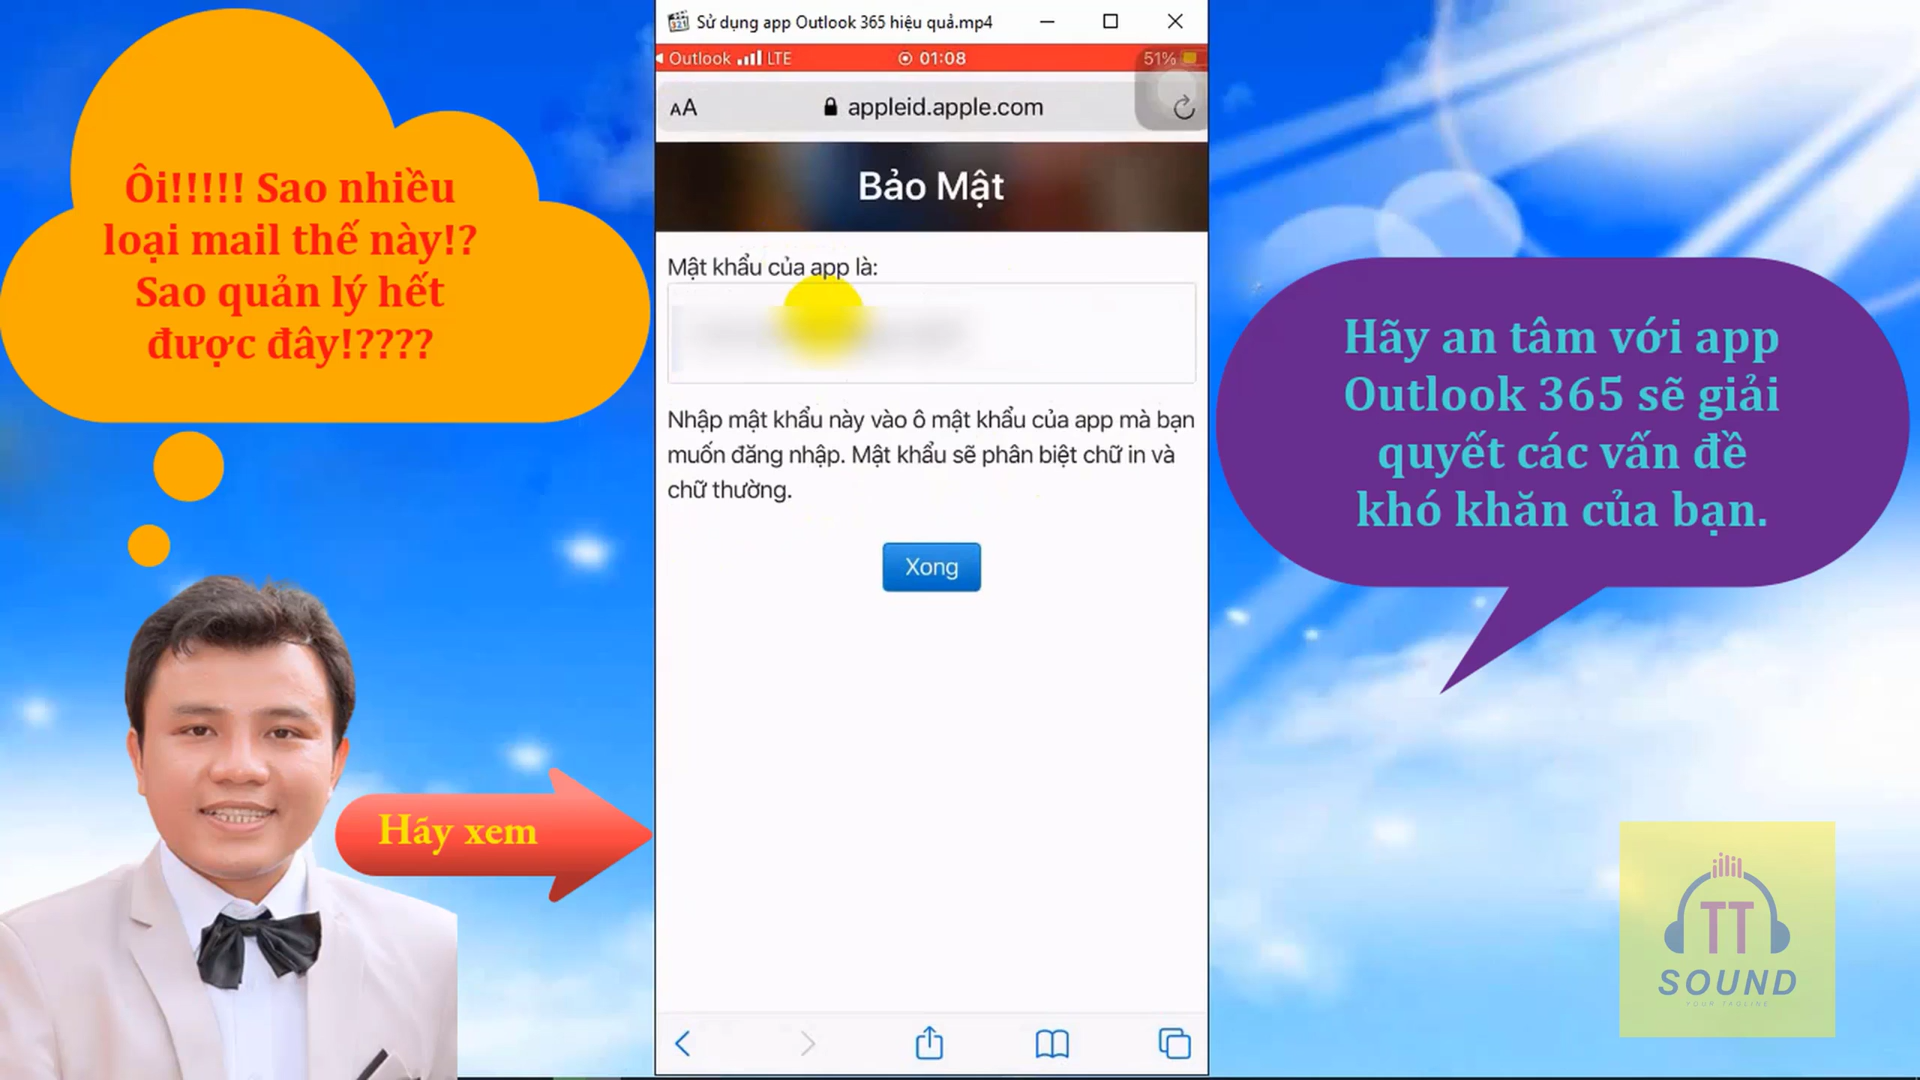 Sử dụng app Outlook 365 hiệu quả.mp4
Outlook LTE 01:08 51%
AA appleid.apple.com
Bảo Mật
Mật khẩu của app là:
Nhập mật khẩu này vào ô mật khẩu của app mà bạn
muốn đăng nhập. Mật khẩu sẽ phân biệt chữ in và
chữ thường.
Xong
Ôi!!!!! Sao nhiều
loại mail thế này!?
Sao quản lý hết
được đây!????
Hãy xem
Hãy an tâm với app
Outlook 365 sẽ giải
quyết các vấn đề
khó khăn của bạn.
TT
SOUND
YOUR TAGLINE